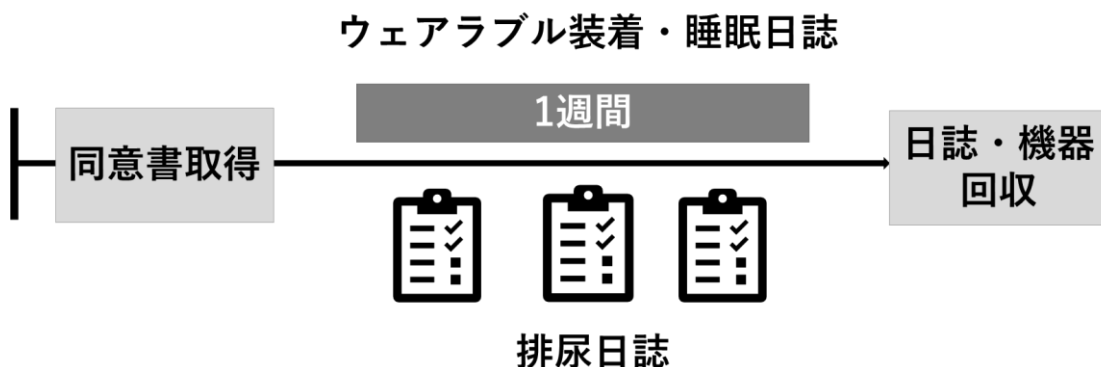 ウェアラブル装着・睡眠日誌
1週間
同意書取得
日誌・機器
回収
排尿日誌